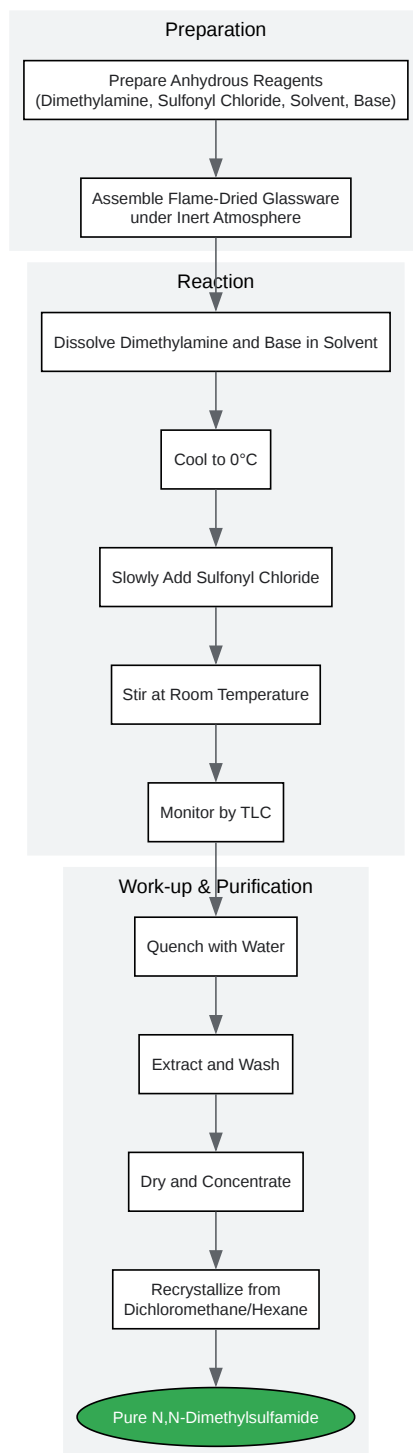 Preparation
Prepare Anhydrous Reagents
(Dimethylamine, Sulfonyl Chloride, Solvent, Base)
Assemble Flame-Dried Glassware
under Inert Atmosphere
Reaction
Dissolve Dimethylamine and Base in Solvent
Cool to 0°C
Slowly Add Sulfonyl Chloride
Stir at Room Temperature
Monitor by TLC
Work-up & Purification
Quench with Water
Extract and Wash
Dry and Concentrate
Recrystallize from
Dichloromethane/Hexane
Pure N,N-Dimethylsulfamide